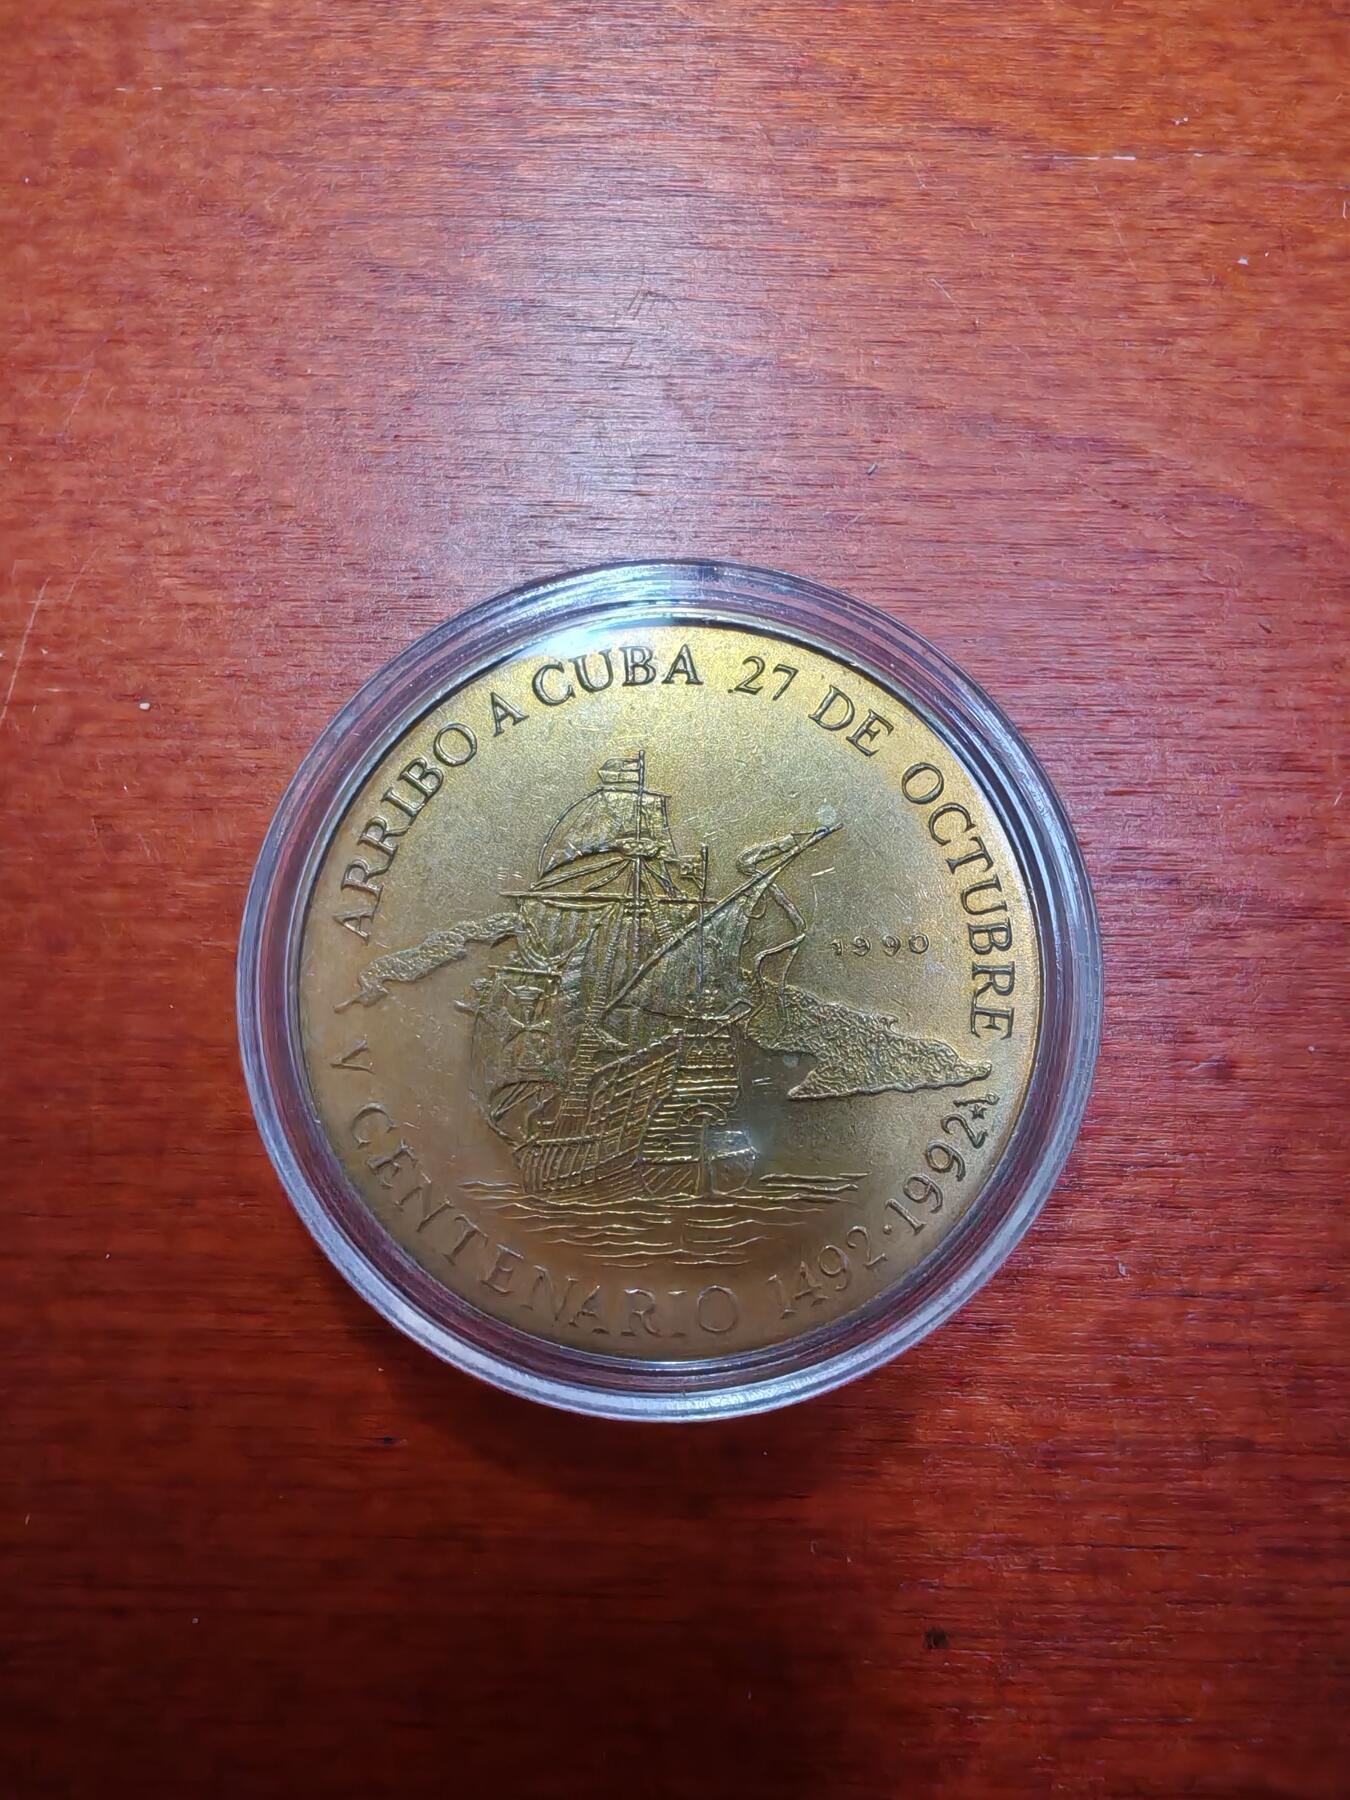 ARRIBO A CUBA 27 DE OCTUBRE
1990
V CENTENARIO 1492·1992